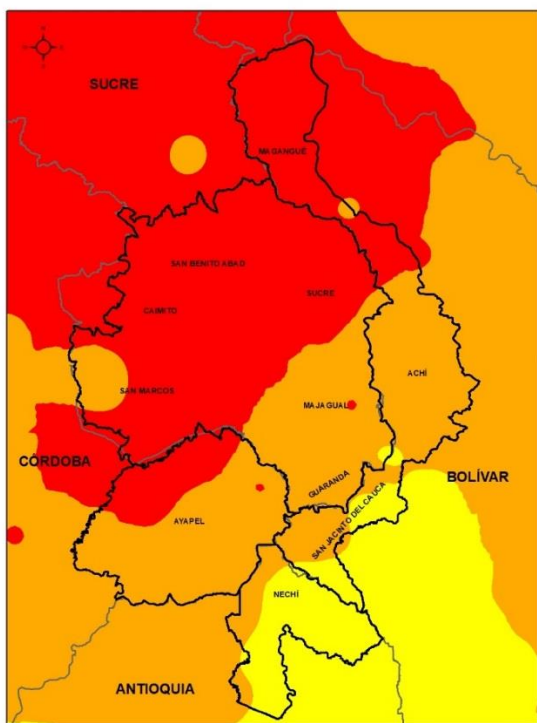 SUCRE
MAGANGUÉ
SAN BENITO ABAD
SUCRE
CAIMITO
ACHÍ
SAN MARCOS
MAJAGUAL
CÓRDOBA
BOLÍVAR
GUARANDA
SAN JACINTO DEL CAUCA
AYAPEL
NECHÍ
ANTIOQUIA